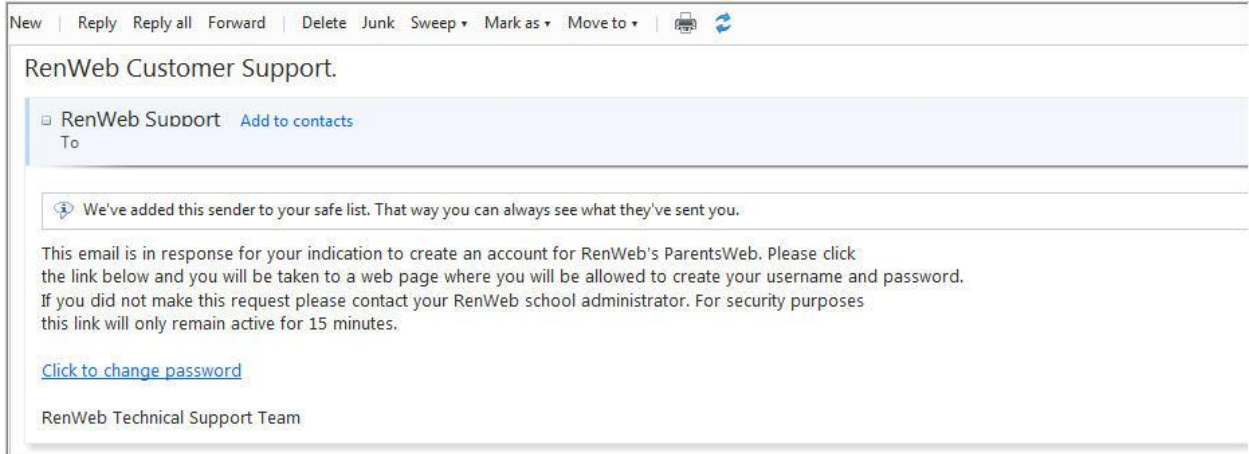 New | Reply Reply all Forward | Delete Junk Sweep Mark as Move to
RenWeb Customer Support.
RenWeb Support Add to contacts
To
We've added this sender to your safe list. That way you can always see what they've sent you.
This email is in response for your indication to create an account for RenWeb's ParentsWeb. Please click
the link below and you will be taken to a web page where you will be allowed to create your username and password.
If you did not make this request please contact your RenWeb school administrator. For security purposes
this link will only remain active for 15 minutes.
Click to change password
RenWeb Technical Support Team